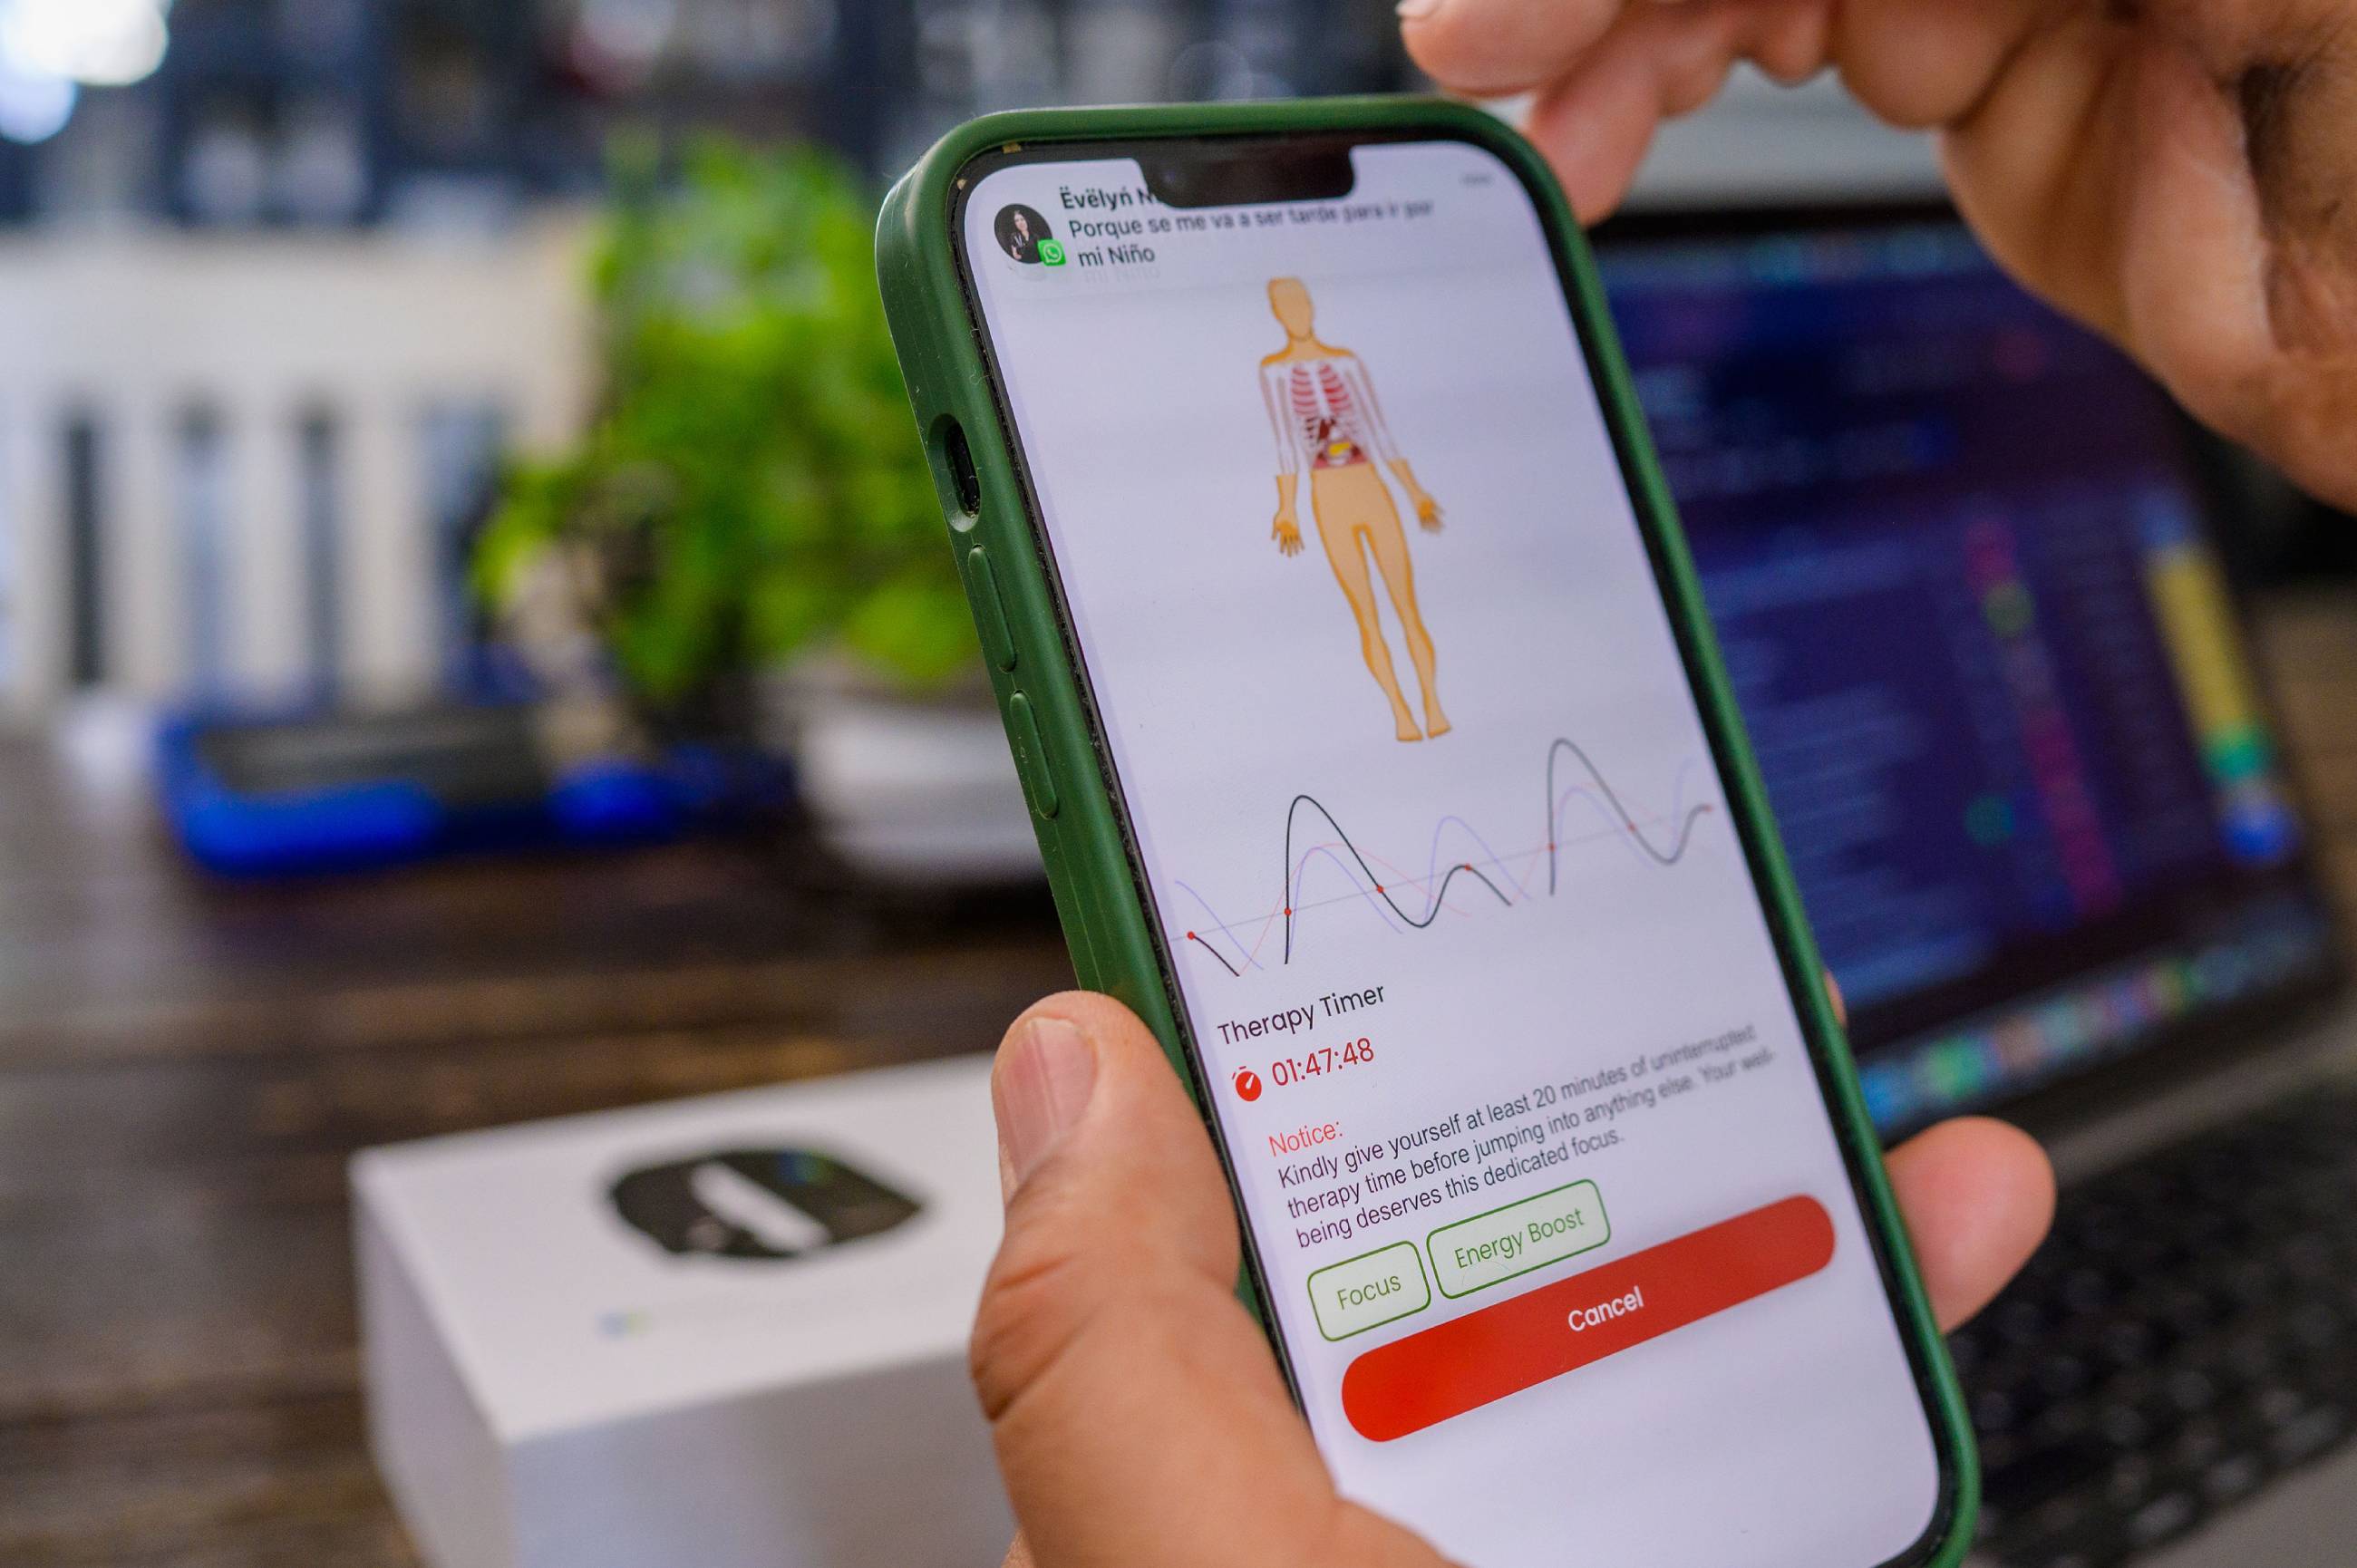 Ëvëlyń
Porque se me va a ser tarde para ir por
mi Niño
Therapy Timer
01:47:48
Notice:
Kindly give yourself at least 20 minutes of uninterrupted
therapy time before jumping into anything else. Your well-
being deserves this dedicated focus.
Focus
Energy Boost
Cancel